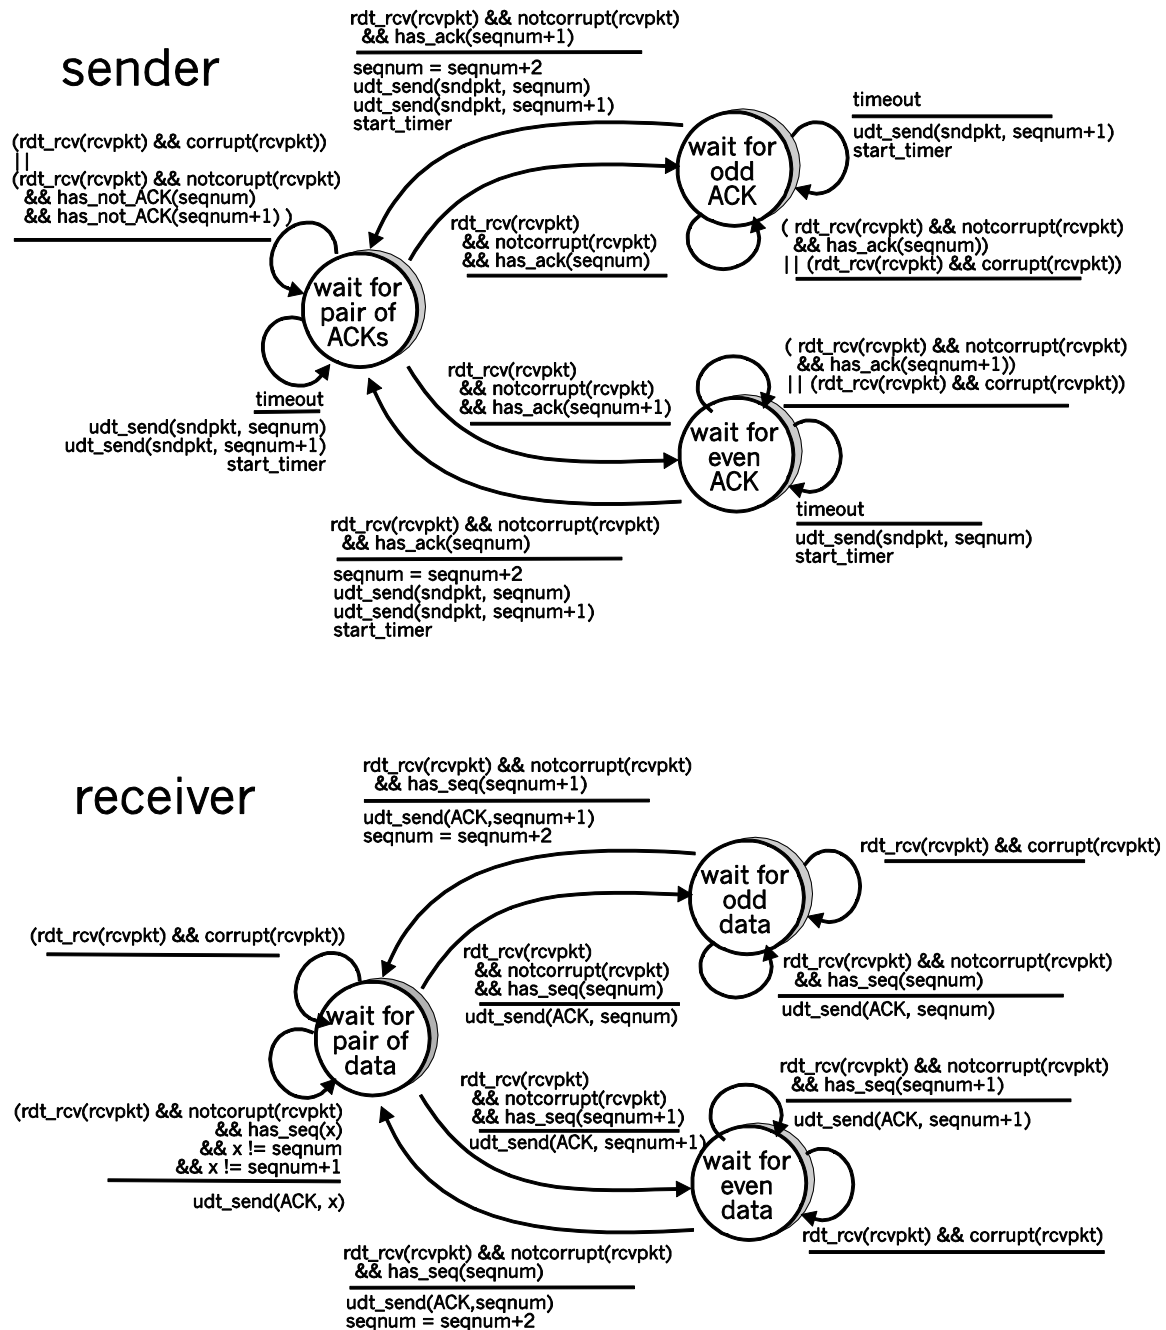 sender
rdt_rcv(rcvpkt) && notcorrupt(rcvpkt)
&& has_ack(seqnum+1)
seqnum = seqnum+2
udt_send(sndpkt, seqnum)
udt_send(sndpkt, seqnum+1)
start_timer
timeout
udt_send(sndpkt, seqnum+1)
start_timer
(rdt_rcv(rcvpkt) && corrupt(rcvpkt))
||
(rdt_rcv(rcvpkt) && notcorupt(rcvpkt)
&& has_not_ACK(seqnum)
&& has_not_ACK(seqnum+1) )
wait for
odd
ACK
rdt_rcv(rcvpkt)
&& notcorrupt(rcvpkt)
&& has_ack(seqnum)
( rdt_rcv(rcvpkt) && notcorrupt(rcvpkt)
&& has_ack(seqnum))
|| (rdt_rcv(rcvpkt) && corrupt(rcvpkt))
wait for
pair of
ACKs
rdt_rcv(rcvpkt)
&& notcorrupt(rcvpkt)
&& has_ack(seqnum+1)
( rdt_rcv(rcvpkt) && notcorrupt(rcvpkt)
&& has_ack(seqnum+1))
|| (rdt_rcv(rcvpkt) && corrupt(rcvpkt))
timeout
udt_send(sndpkt, seqnum)
udt_send(sndpkt, seqnum+1)
start_timer
wait for
even
ACK
timeout
udt_send(sndpkt, seqnum)
start_timer
rdt_rcv(rcvpkt) && notcorrupt(rcvpkt)
&& has_ack(seqnum)
seqnum = seqnum+2
udt_send(sndpkt, seqnum)
udt_send(sndpkt, seqnum+1)
start_timer
receiver
rdt_rcv(rcvpkt) && notcorrupt(rcvpkt)
&& has_seq(seqnum+1)
udt_send(ACK,seqnum+1)
seqnum = seqnum+2
rdt_rcv(rcvpkt) && corrupt(rcvpkt)
wait for
odd
data
(rdt_rcv(rcvpkt) && corrupt(rcvpkt))
rdt_rcv(rcvpkt)
&& notcorrupt(rcvpkt)
&& has_seq(seqnum)
udt_send(ACK, seqnum)
rdt_rcv(rcvpkt) && notcorrupt(rcvpkt)
&& has_seq(seqnum)
udt_send(ACK, seqnum)
wait for
pair of
data
rdt_rcv(rcvpkt)
&& notcorrupt(rcvpkt)
&& has_seq(seqnum+1)
udt_send(ACK, seqnum+1)
rdt_rcv(rcvpkt) && notcorrupt(rcvpkt)
&& has_seq(seqnum+1)
udt_send(ACK, seqnum+1)
(rdt_rcv(rcvpkt) && notcorupt(rcvpkt)
&& has_seq(x)
&& x != seqnum
&& x != seqnum+1
udt_send(ACK, x)
wait for
even
data
rdt_rcv(rcvpkt) && corrupt(rcvpkt)
rdt_rcv(rcvpkt) && notcorrupt(rcvpkt)
&& has_seq(seqnum)
udt_send(ACK,seqnum)
seqnum = seqnum+2